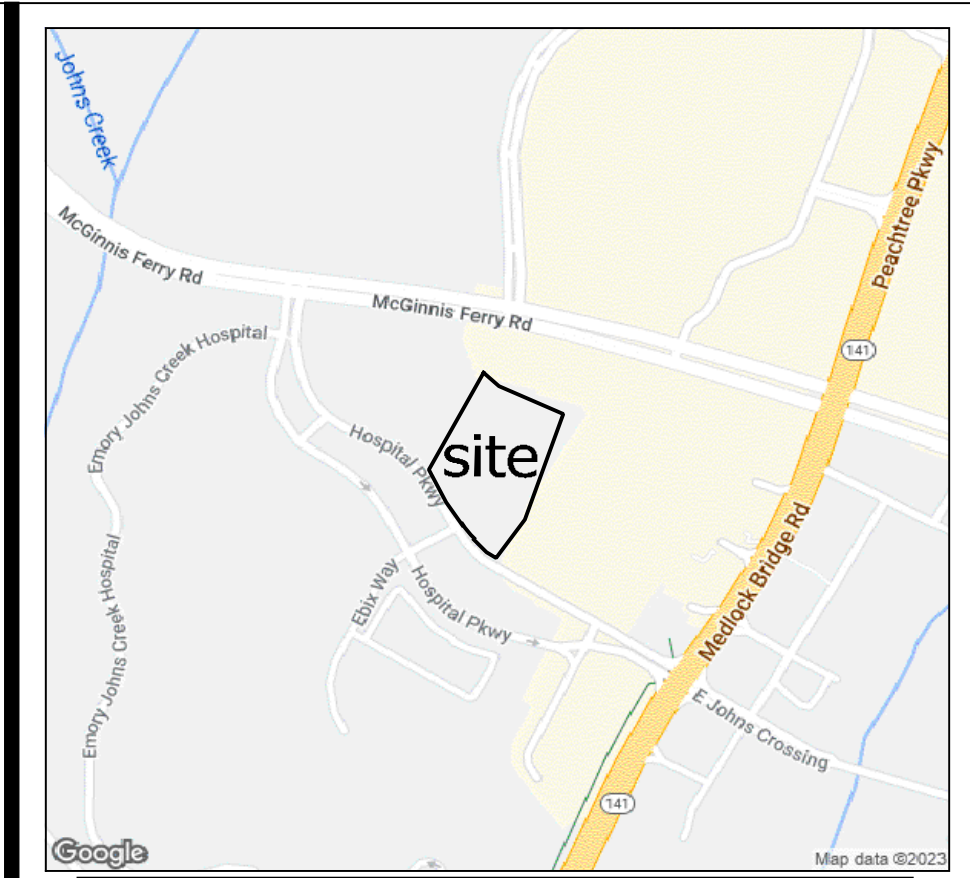 Johns Creek
McGinnis Ferry Rd
McGinnis Ferry Rd
Peachtree Pkwy
141
Emory Johns Creek Hospital
Hospital Pkwy
site
Medlock Bridge Rd
Emory Johns Creek Hospital
Ebix Way
Hospital Pkwy
E Johns Crossing
141
Google
Map data ©2023